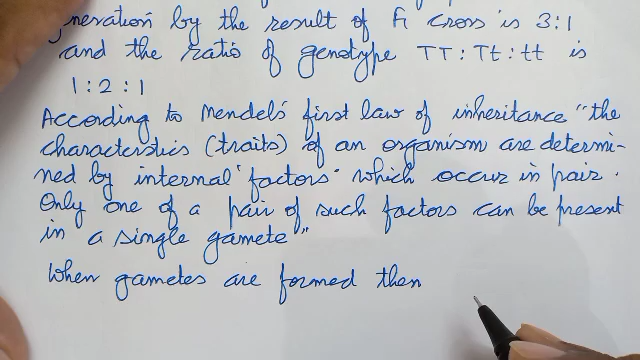 generation by the result of F1 cross is 3:1
and the ratio of genotype TT : Tt : tt is
1 : 2 : 1
According to Mendel's first law of inheritance "the
characterstics (traits) of an organism are determi-
ned by internal 'factors' which occur in pair.
Only one of a pair of such factors can be present
in a single gamete"
When gametes are formed then